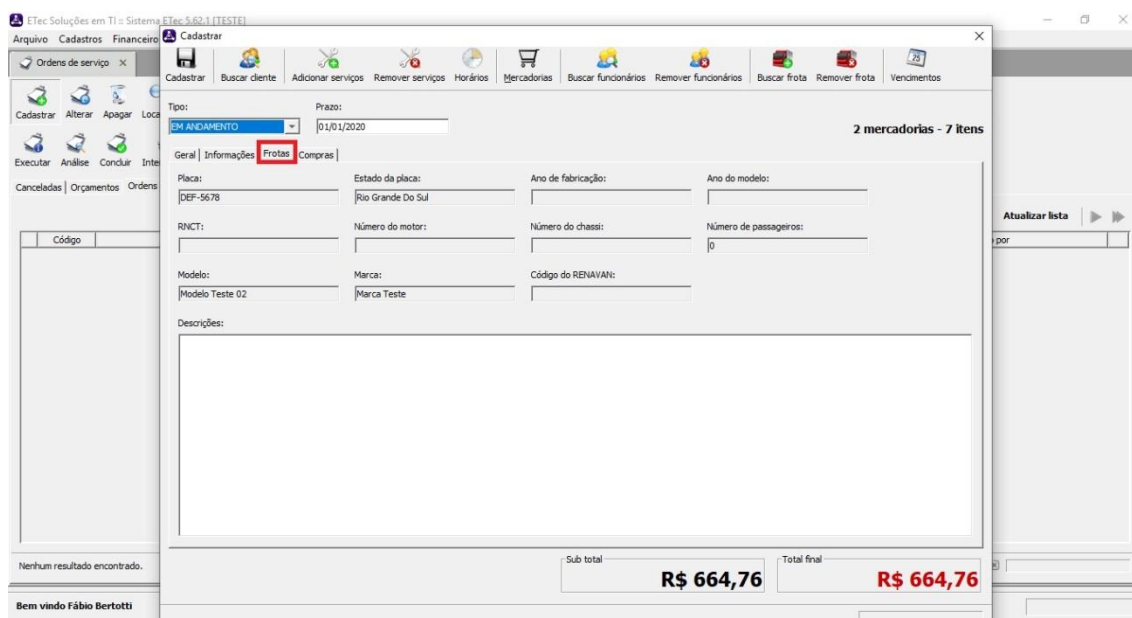 ETec Soluções em TI :: Sistema ETec 5.62.1 [TESTE]
Arquivo Cadastros Financeiro
Ordens de serviço X
Cadastrar Alterar Apagar Loca
Executar Análise Concluir Inte
Canceladas Orçamentos Ordens
Código
Nenhum resultado encontrado.
Bem vindo Fábio Bertotti
Cadastrar
Cadastrar Buscar cliente Adicionar serviços Remover serviços Horários Mercadorias Buscar funcionários Remover funcionários Buscar frota Remover frota Vencimentos
Tipo: Prazo:
EM ANDAMENTO 01/01/2020
2 mercadorias - 7 itens
Geral Informações Frotas Compras
Placa: Estado da placa: Ano de fabricação: Ano do modelo:
DEF-5678 Rio Grande Do Sul
RNCT: Número do motor: Número do chassi: Número de passageiros:
0
Modelo: Marca: Código do RENAVAN:
Modelo Teste 02 Marca Teste
Descrições:
Sub total Total final
R$ 664,76 R$ 664,76
Atualizar lista
por